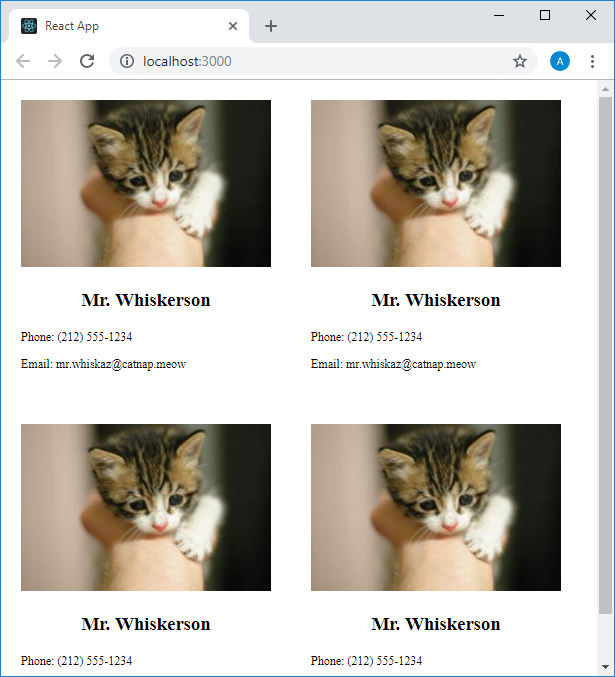 React App
localhost:3000
A
Mr. Whiskerson
Phone: (212) 555-1234
Email: mr.whiskaz@catnap.meow
Mr. Whiskerson
Phone: (212) 555-1234
Email: mr.whiskaz@catnap.meow
Mr. Whiskerson
Phone: (212) 555-1234
Mr. Whiskerson
Phone: (212) 555-1234